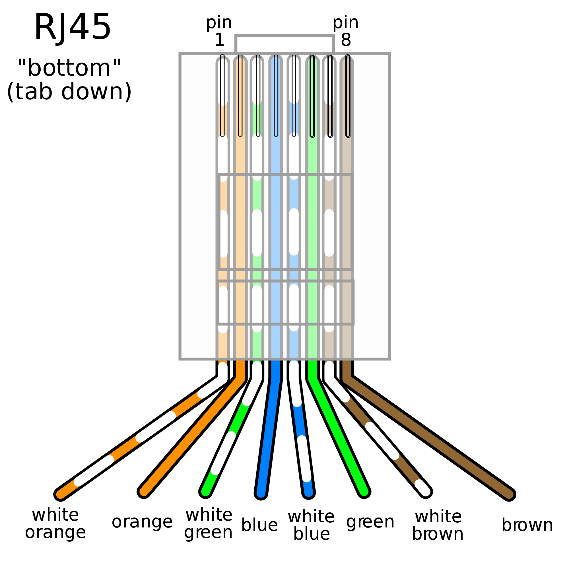 RJ45
"bottom"
(tab down)
pin
1
pin
8
white
orange
orange
white
green
blue
white
blue
green
white
brown
brown